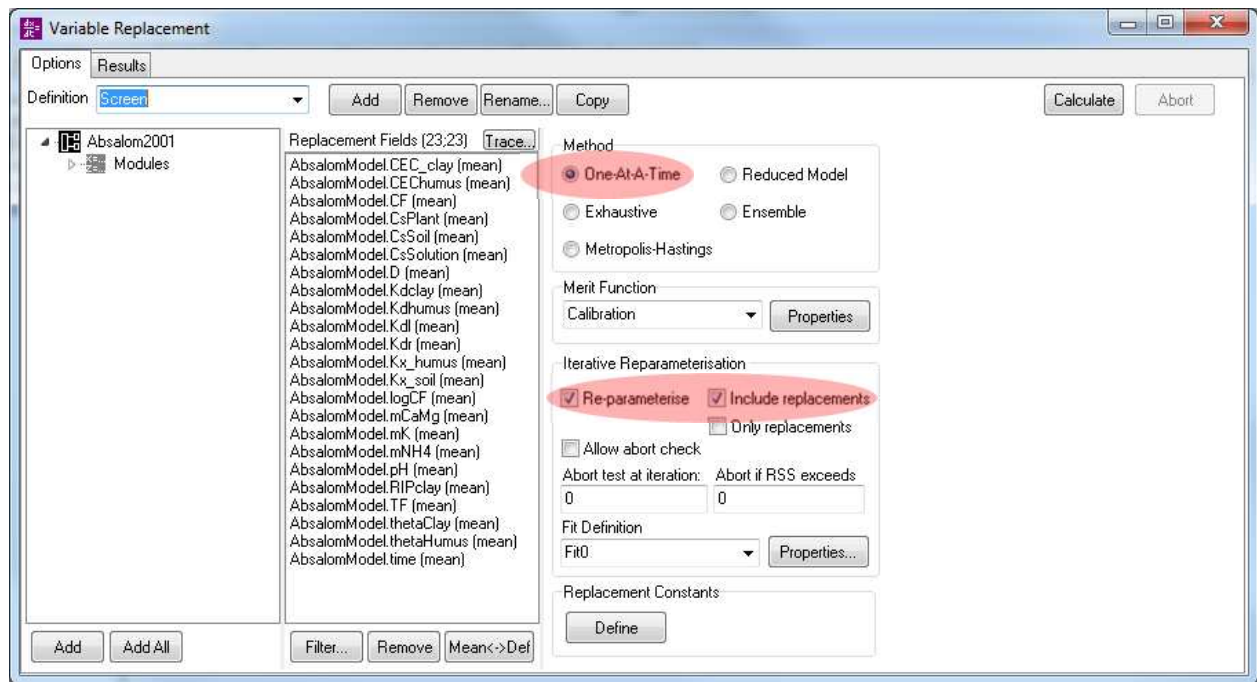 Variable Replacement
Options Results
Definition Screen Add Remove Rename... Copy Calculate Abort
Absalom2001
Modules
Replacement Fields (23;23) Trace...
AbsalomModel.CEC_clay (mean)
AbsalomModel.CEChumus (mean)
AbsalomModel.CF (mean)
AbsalomModel.CsPlant (mean)
AbsalomModel.CsSoil (mean)
AbsalomModel.CsSolution (mean)
AbsalomModel.D (mean)
AbsalomModel.Kdclay (mean)
AbsalomModel.Kdhumus (mean)
AbsalomModel.Kdl (mean)
AbsalomModel.Kdr (mean)
AbsalomModel.Kx_humus (mean)
AbsalomModel.Kx_soil (mean)
AbsalomModel.logCF (mean)
AbsalomModel.mCaMg (mean)
AbsalomModel.mK (mean)
AbsalomModel.mNH4 (mean)
AbsalomModel.pH (mean)
AbsalomModel.RIPclay (mean)
AbsalomModel.TF (mean)
AbsalomModel.thetaClay (mean)
AbsalomModel.thetaHumus (mean)
AbsalomModel.time (mean)
Method
One-At-A-Time Reduced Model
Exhaustive Ensemble
Metropolis-Hastings
Merit Function
Calibration Properties
Iterative Reparameterisation
Re-parameterise Include replacements
Only replacements
Allow abort check
Abort test at iteration: Abort if RSS exceeds
0 0
Fit Definition
Fit0 Properties...
Replacement Constants
Define
Add Add All Filter... Remove Mean<->Def